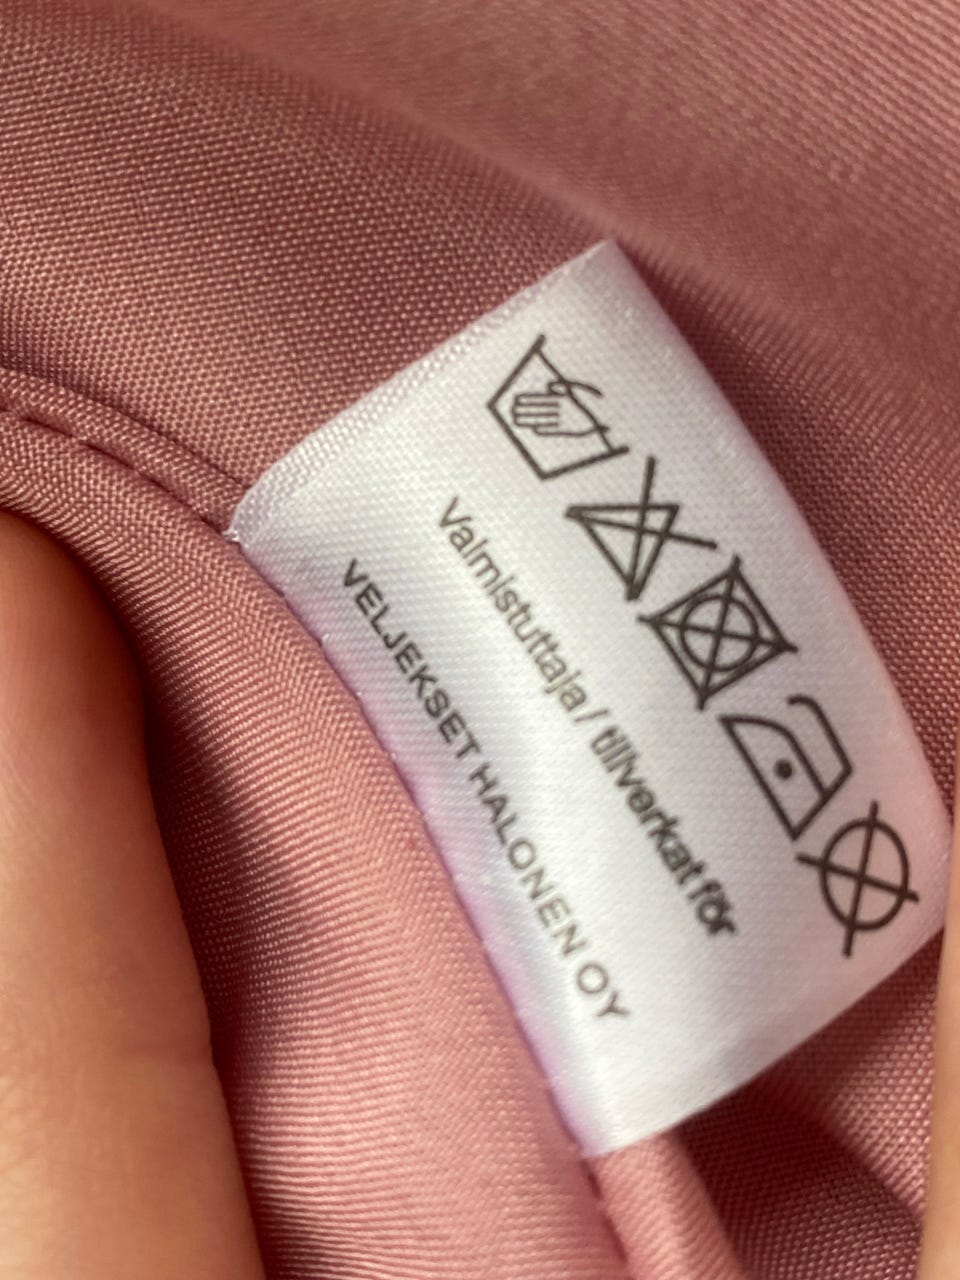 Valmistuttaja / tillverkat för
VELJEKSET HALONEN OY